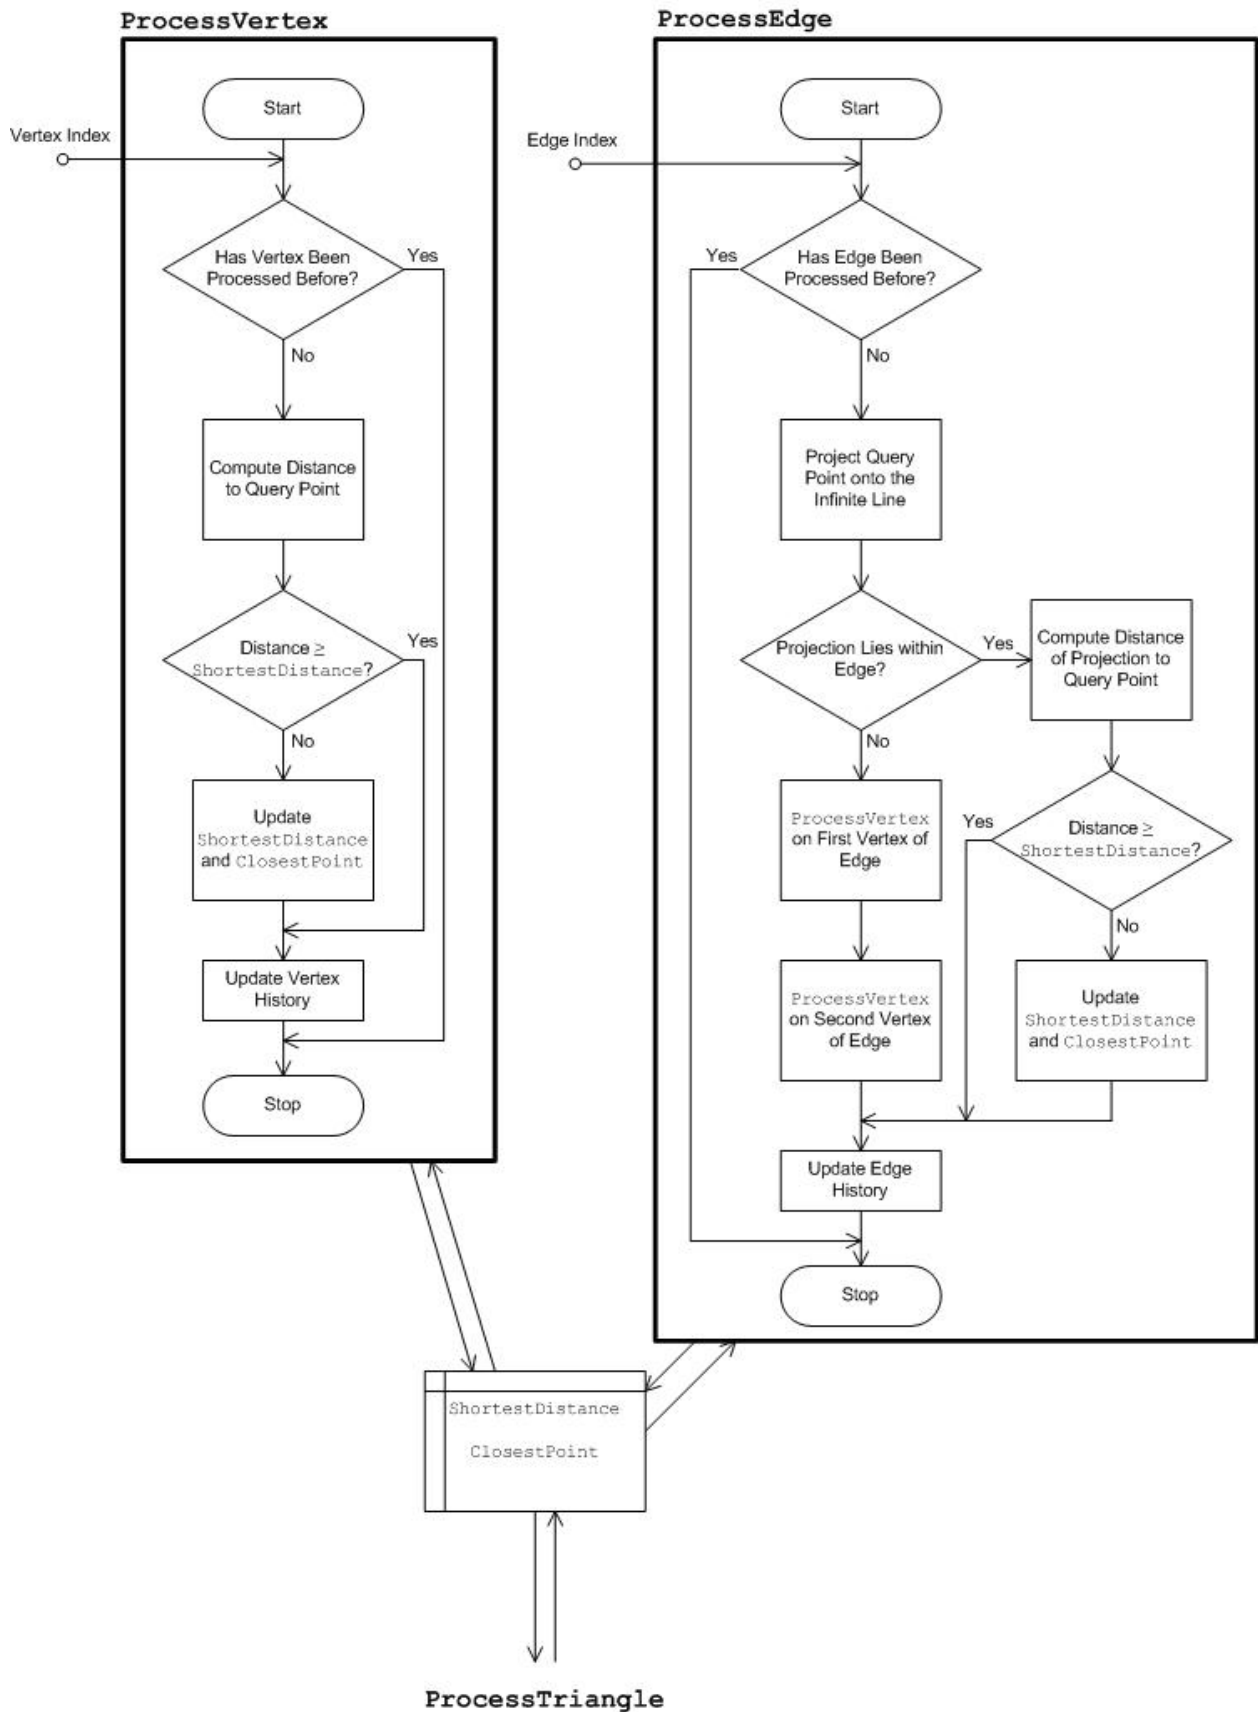 ProcessVertex
Start
Vertex Index
Has Vertex Been
Processed Before?
Yes
No
Compute Distance
to Query Point
Distance ≥
ShortestDistance?
Yes
No
Update
ShortestDistance
and ClosestPoint
Update Vertex
History
Stop
ProcessEdge
Start
Edge Index
Has Edge Been
Processed Before?
Yes
No
Project Query
Point onto the
Infinite Line
Projection Lies within
Edge?
Yes
Compute Distance
of Projection to
Query Point
No
ProcessVertex
on First Vertex of
Edge
Yes
Distance ≥
ShortestDistance?
No
ProcessVertex
on Second Vertex
of Edge
Update
ShortestDistance
and ClosestPoint
Update Edge
History
Stop
ShortestDistance
ClosestPoint
ProcessTriangle